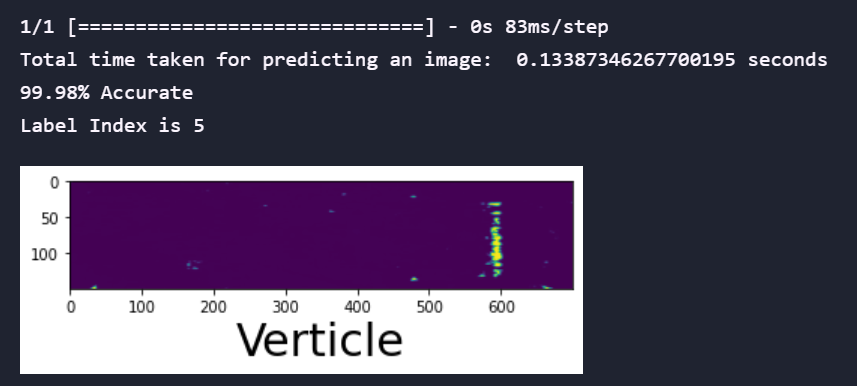 1/1 [==============================] - 0s 83ms/step
Total time taken for predicting an image:  0.13387346267700195 seconds
99.98% Accurate
Label Index is 5
0
50
100
0 100 200 300 400 500 600
Verticle